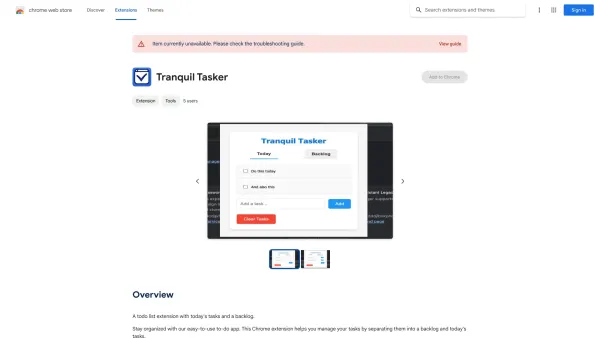 chrome web store
Discover
Extensions
Themes
Search extensions and themes
Sign in
Item currently unavailable. Please check the troubleshooting guide.
View guide
Tranquil Tasker
Add to Chrome
Extension
Tools
5 users
Tranquil Tasker
Today
Backlog
Do this today
And also this
Add a task...
Add
Clear Tasks
Overview
A todo list extension with today's tasks and a backlog.
Stay organized with our easy-to-use to-do app. This Chrome extension helps you manage your tasks by separating them into a backlog and today's
tasks.